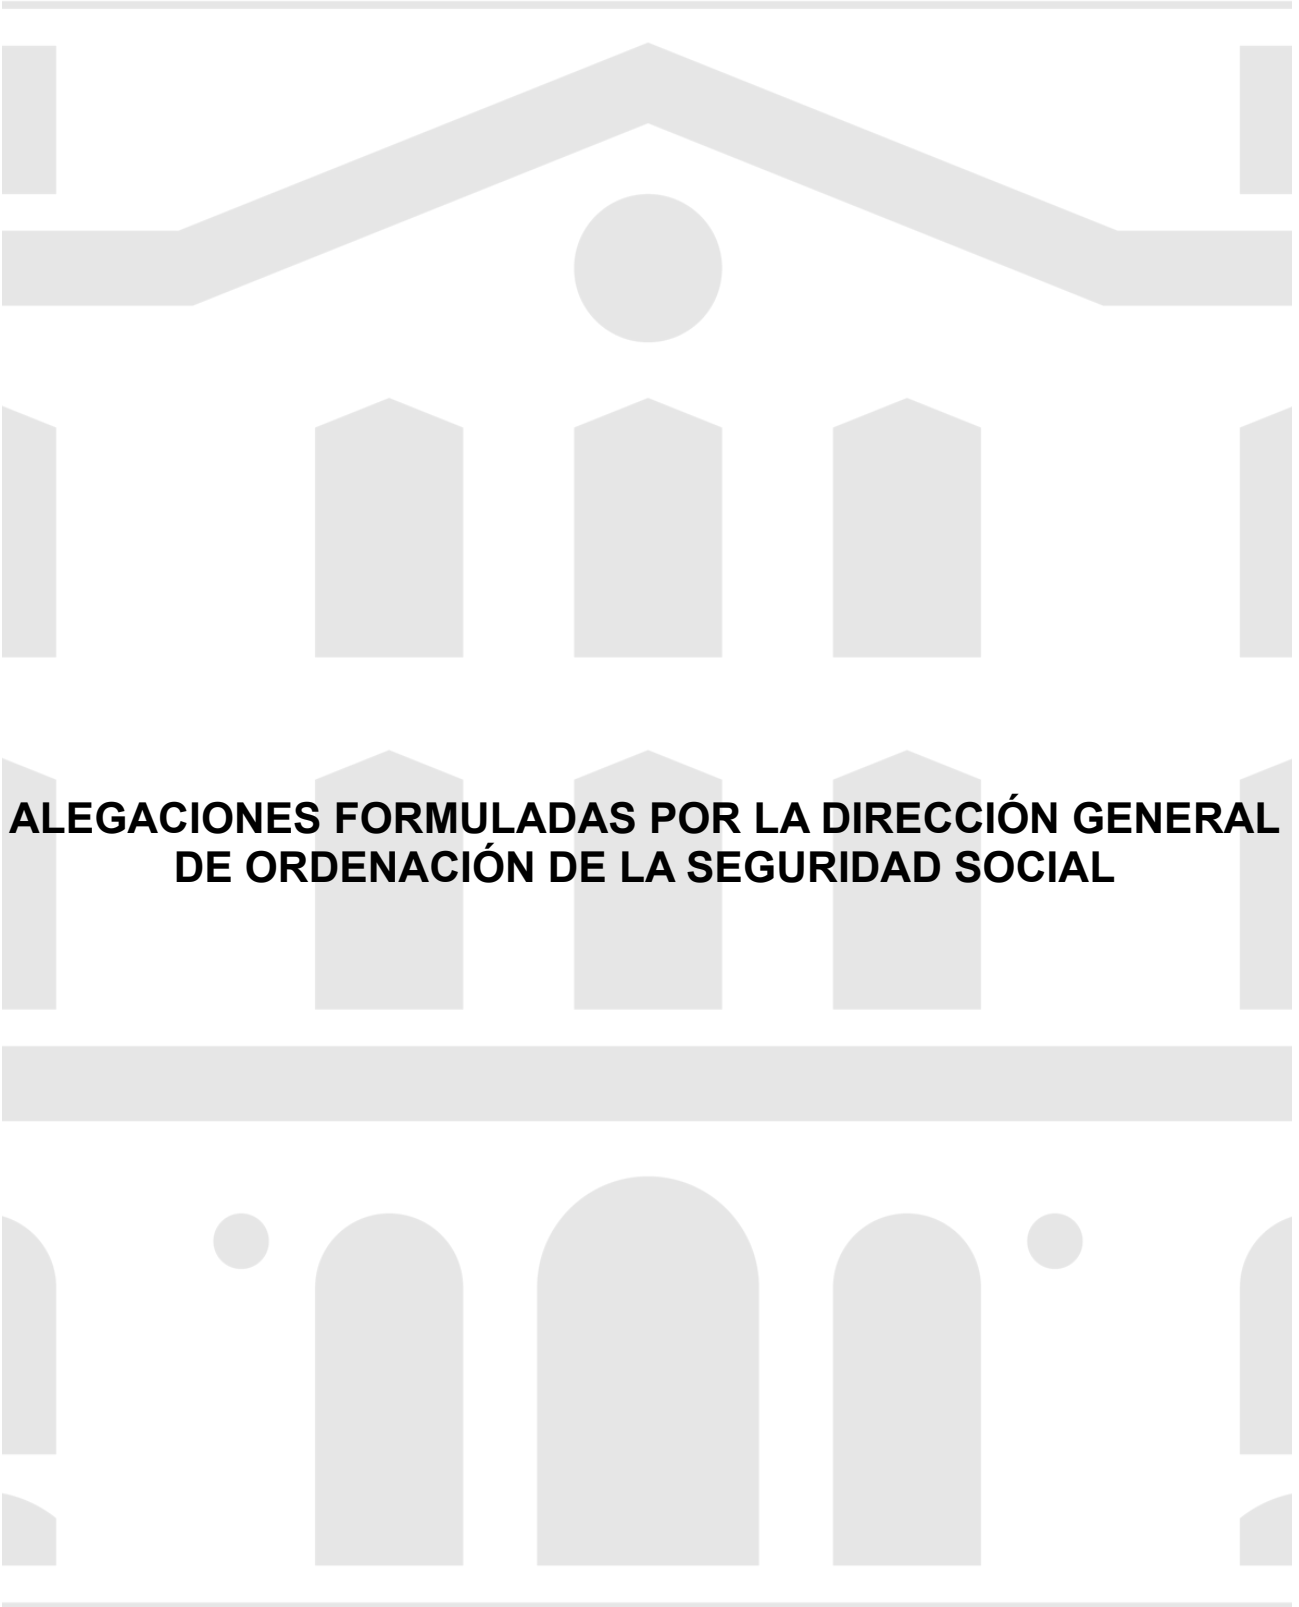 ALEGACIONES FORMULADAS POR LA DIRECCIÓN GENERAL
DE ORDENACIÓN DE LA SEGURIDAD SOCIAL